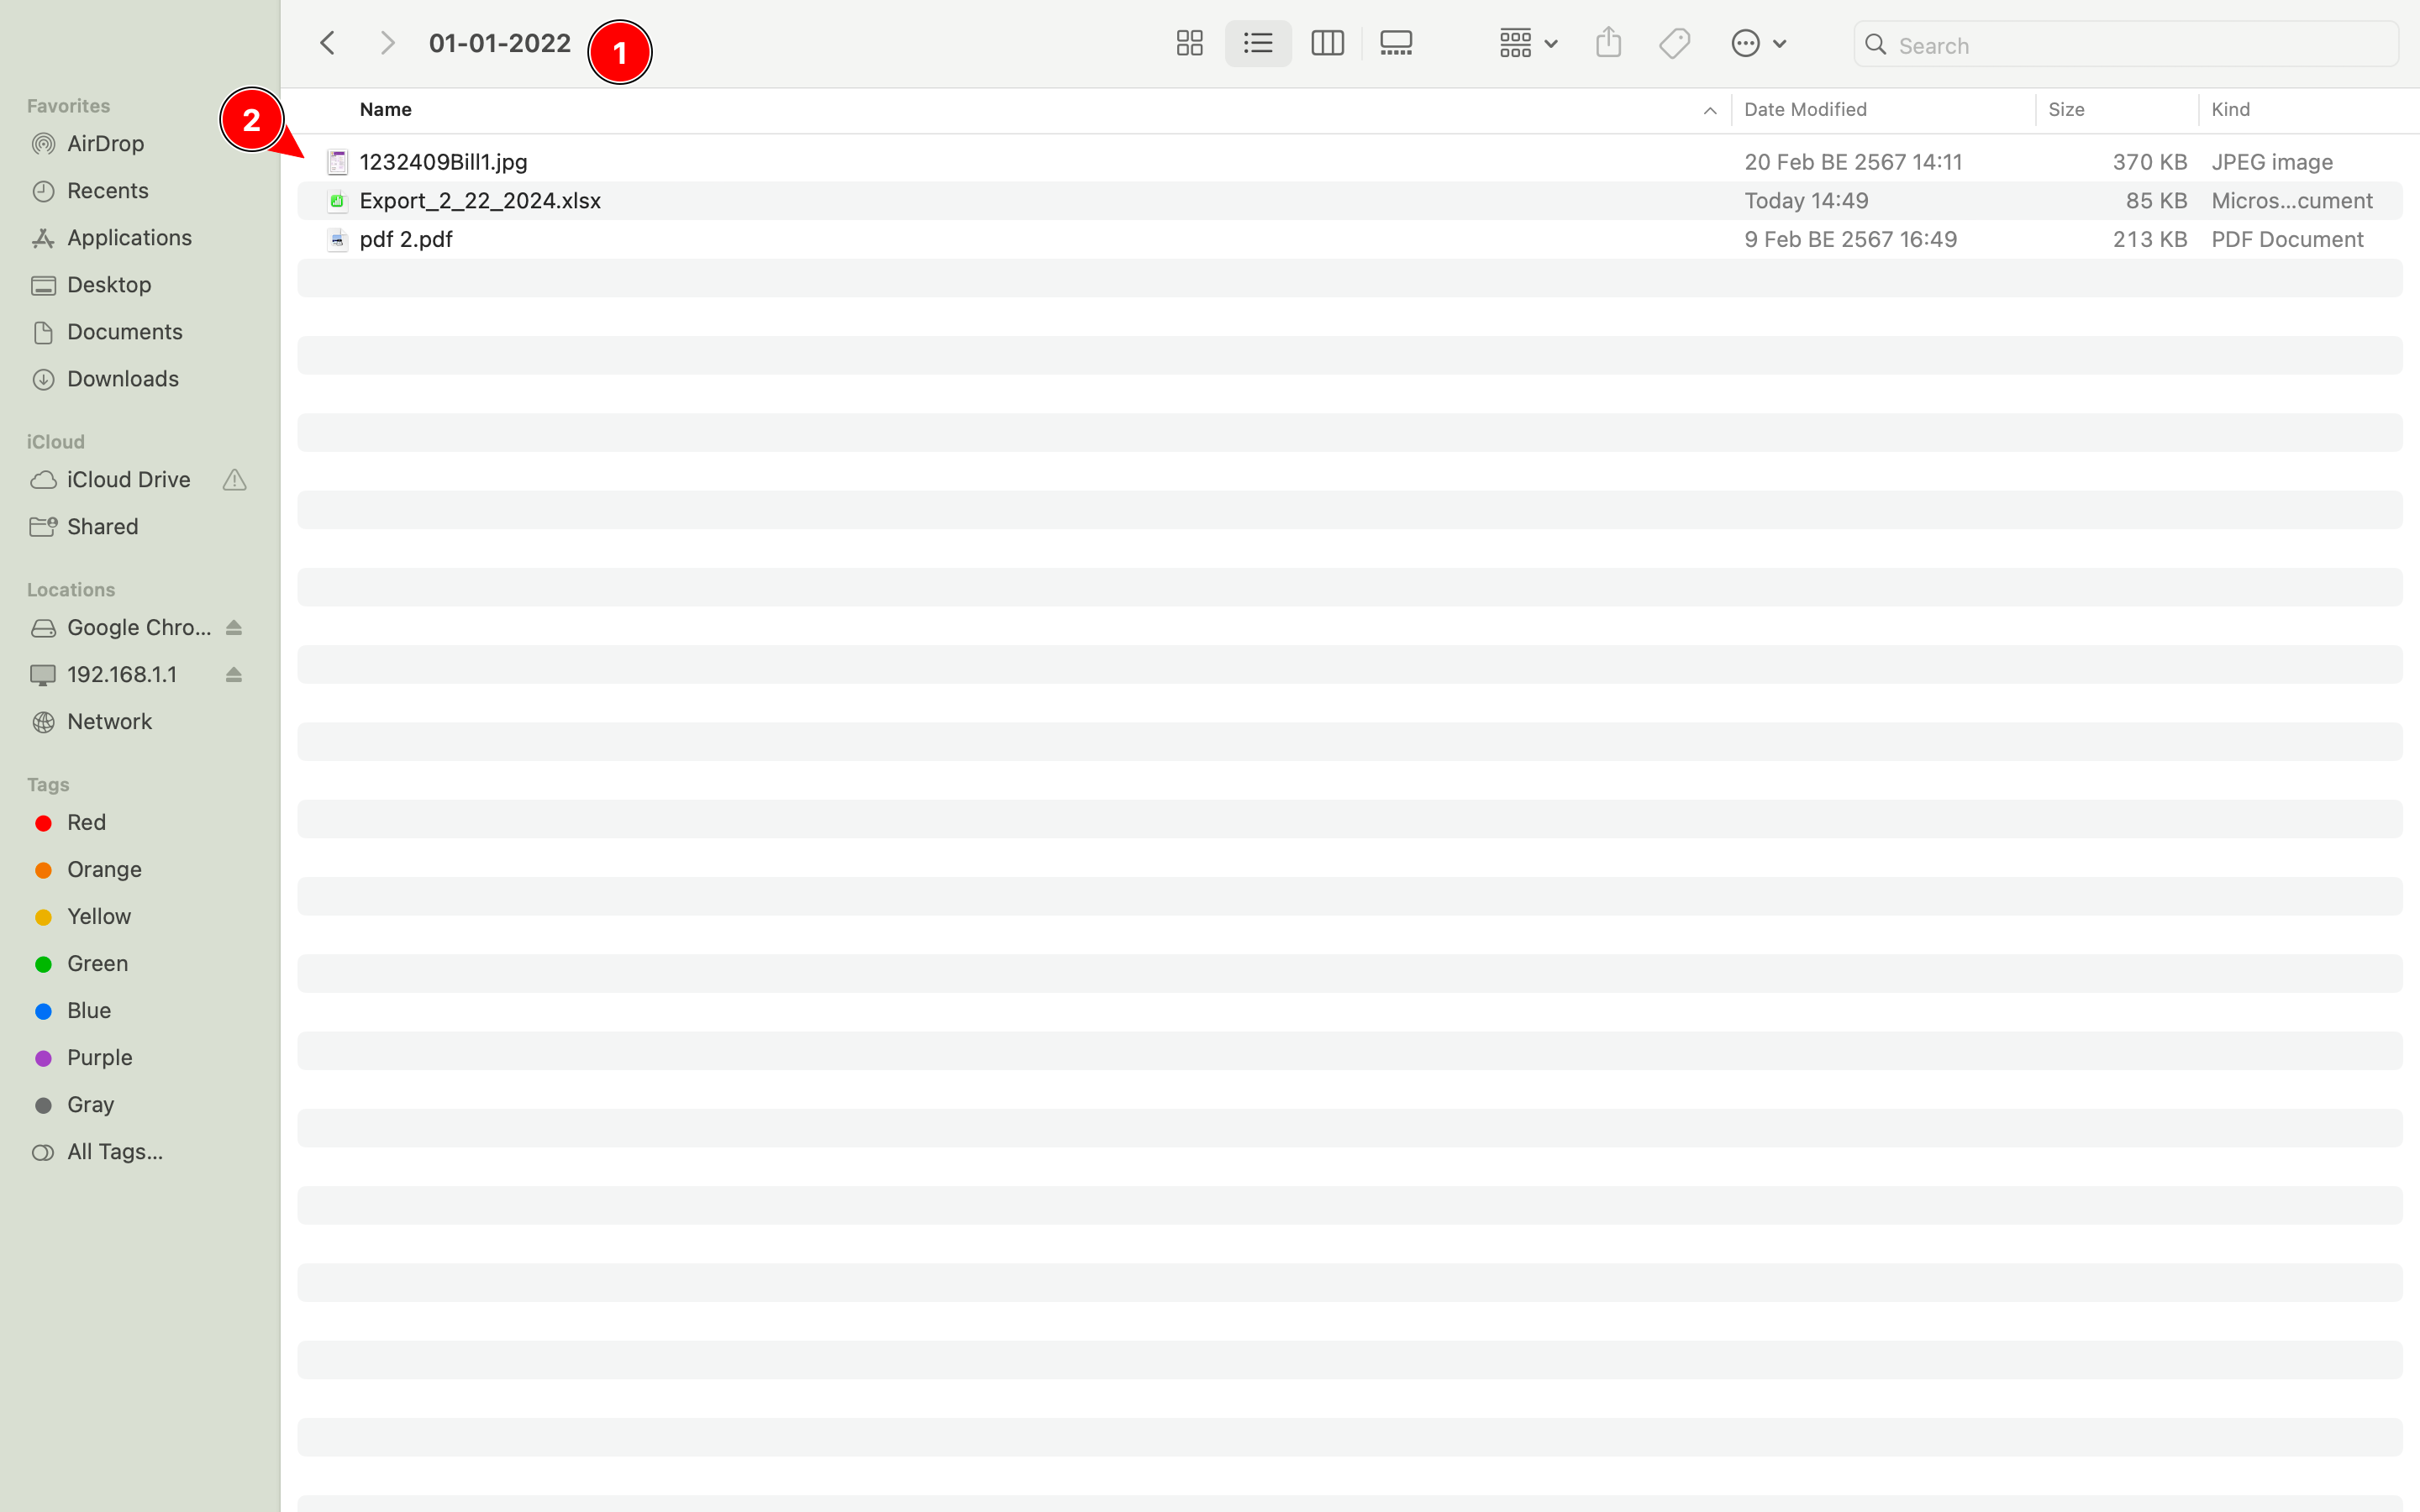 01-01-2022
1
Search
2
Favorites
AirDrop
Recents
Applications
Desktop
Documents
Downloads
iCloud
iCloud Drive
Shared
Locations
Google Chro...
192.168.1.1
Network
Tags
Red
Orange
Yellow
Green
Blue
Purple
Gray
All Tags...
Name Date Modified Size Kind
1232409Bill1.jpg 20 Feb BE 2567 14:11 370 KB JPEG image
Export_2_22_2024.xlsx Today 14:49 85 KB Micros...cument
pdf 2.pdf 9 Feb BE 2567 16:49 213 KB PDF Document